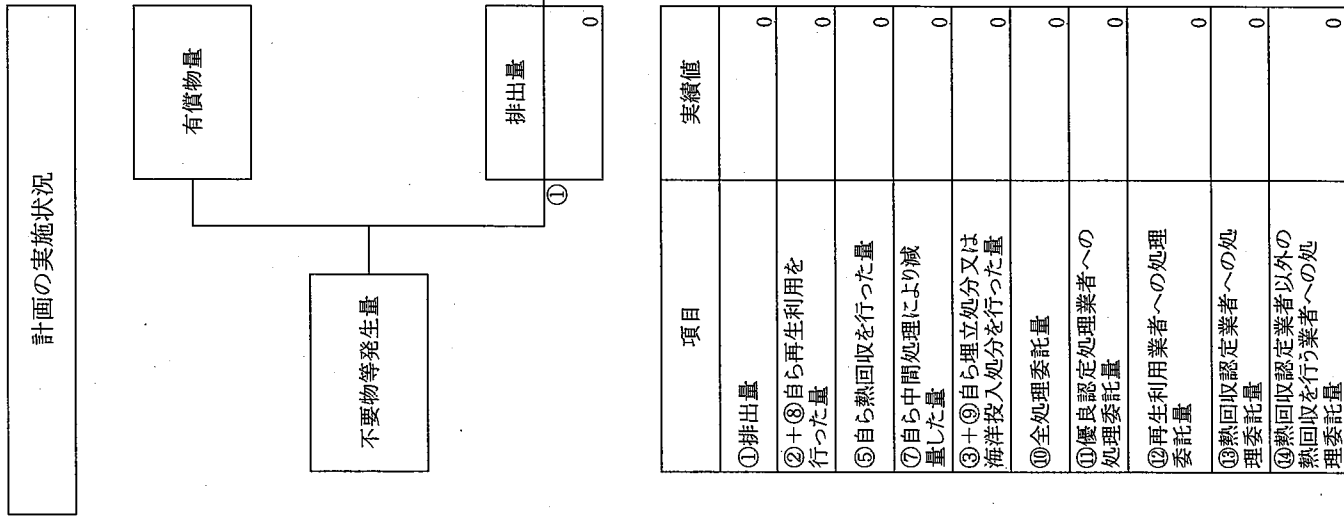 計画の実施状況
有償物量
不要物等発生量
排出量
0
①
項目
実績値
①排出量
0
②+⑧自ら再生利用を
行った量
0
⑤自ら熱回収を行った量
0
⑦自ら中間処理により減
量した量
0
③+⑨自ら埋立処分又は
海洋投入処分を行った量
0
⑩全処理委託量
0
⑪優良認定処理業者への
処理委託量
0
⑫再生利用業者への処理
委託量
0
⑬熱回収認定業者への処
理委託量
0
⑭熱回収認定業者以外の
熱回収を行う業者への処
理委託量
0